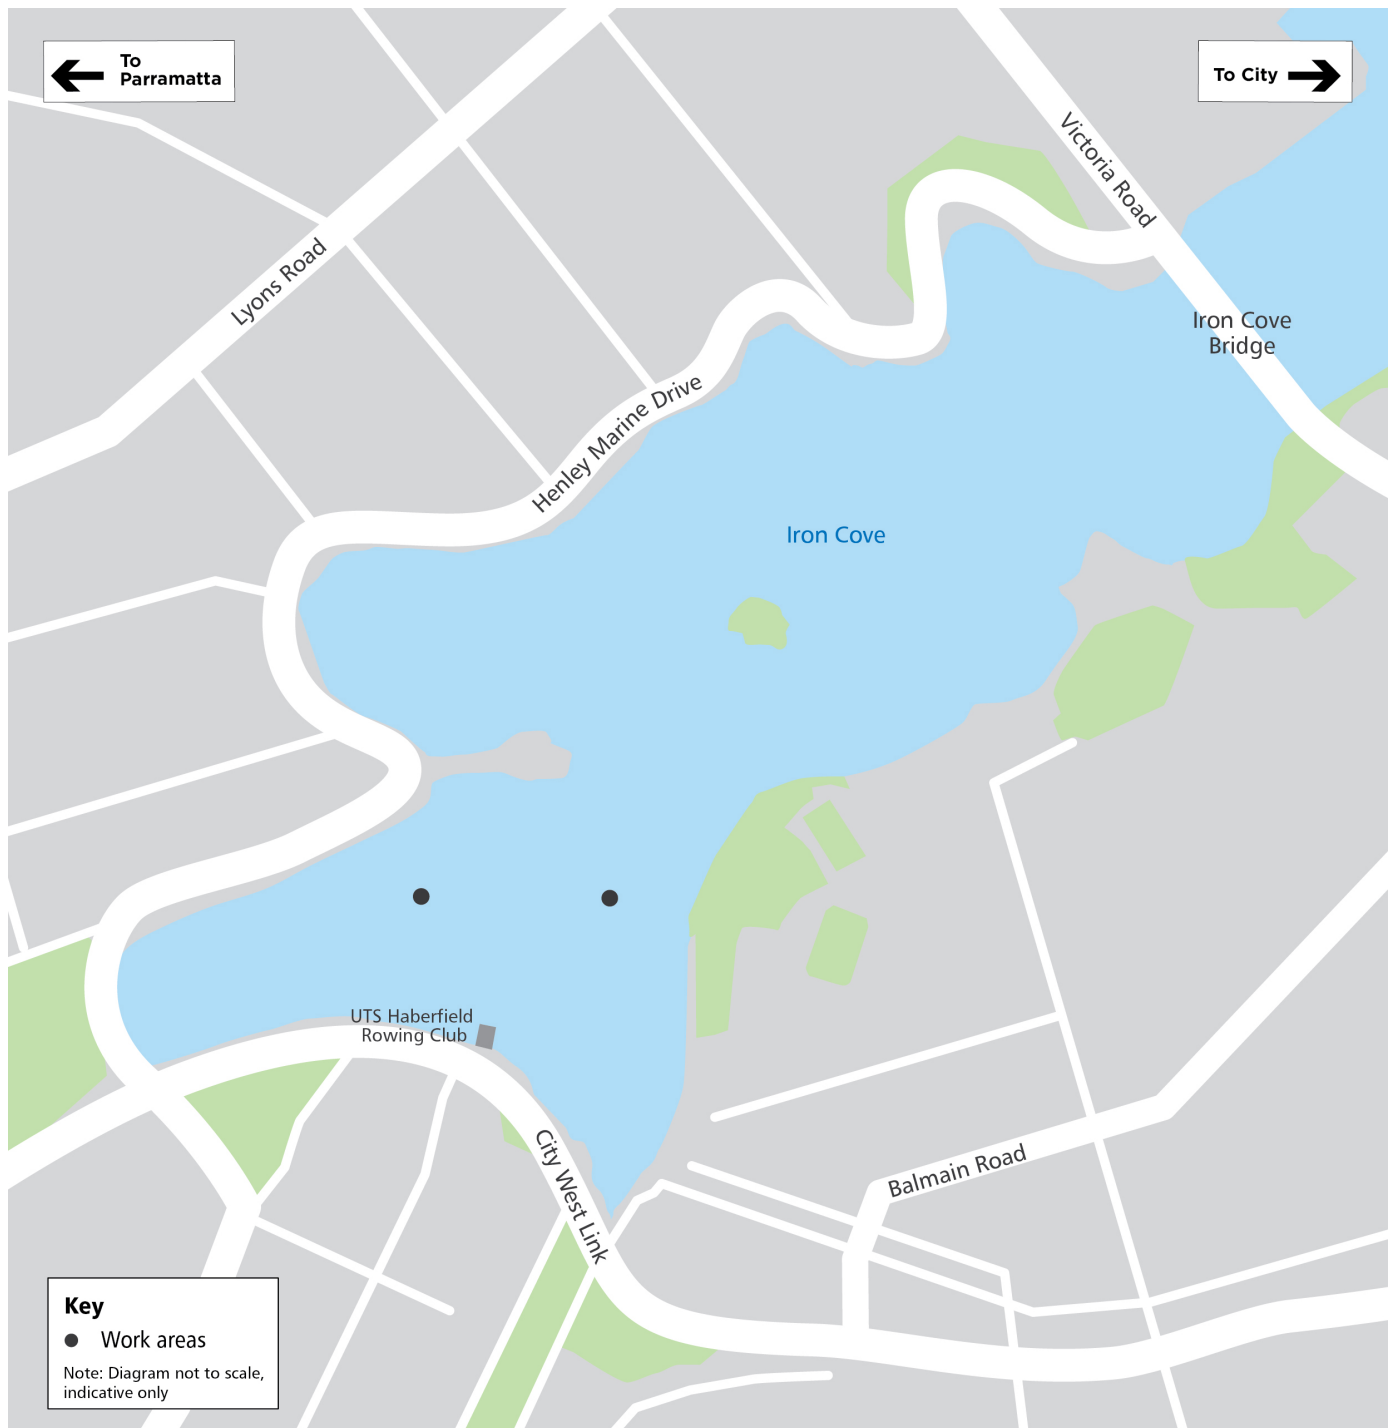 To
Parramatta
To City
Victoria Road
Lyons Road
Iron Cove
Bridge
Henley Marine Drive
Iron Cove
UTS Haberfield
Rowing Club
City West Link
Balmain Road
Key
Work areas
Note: Diagram not to scale,
indicative only